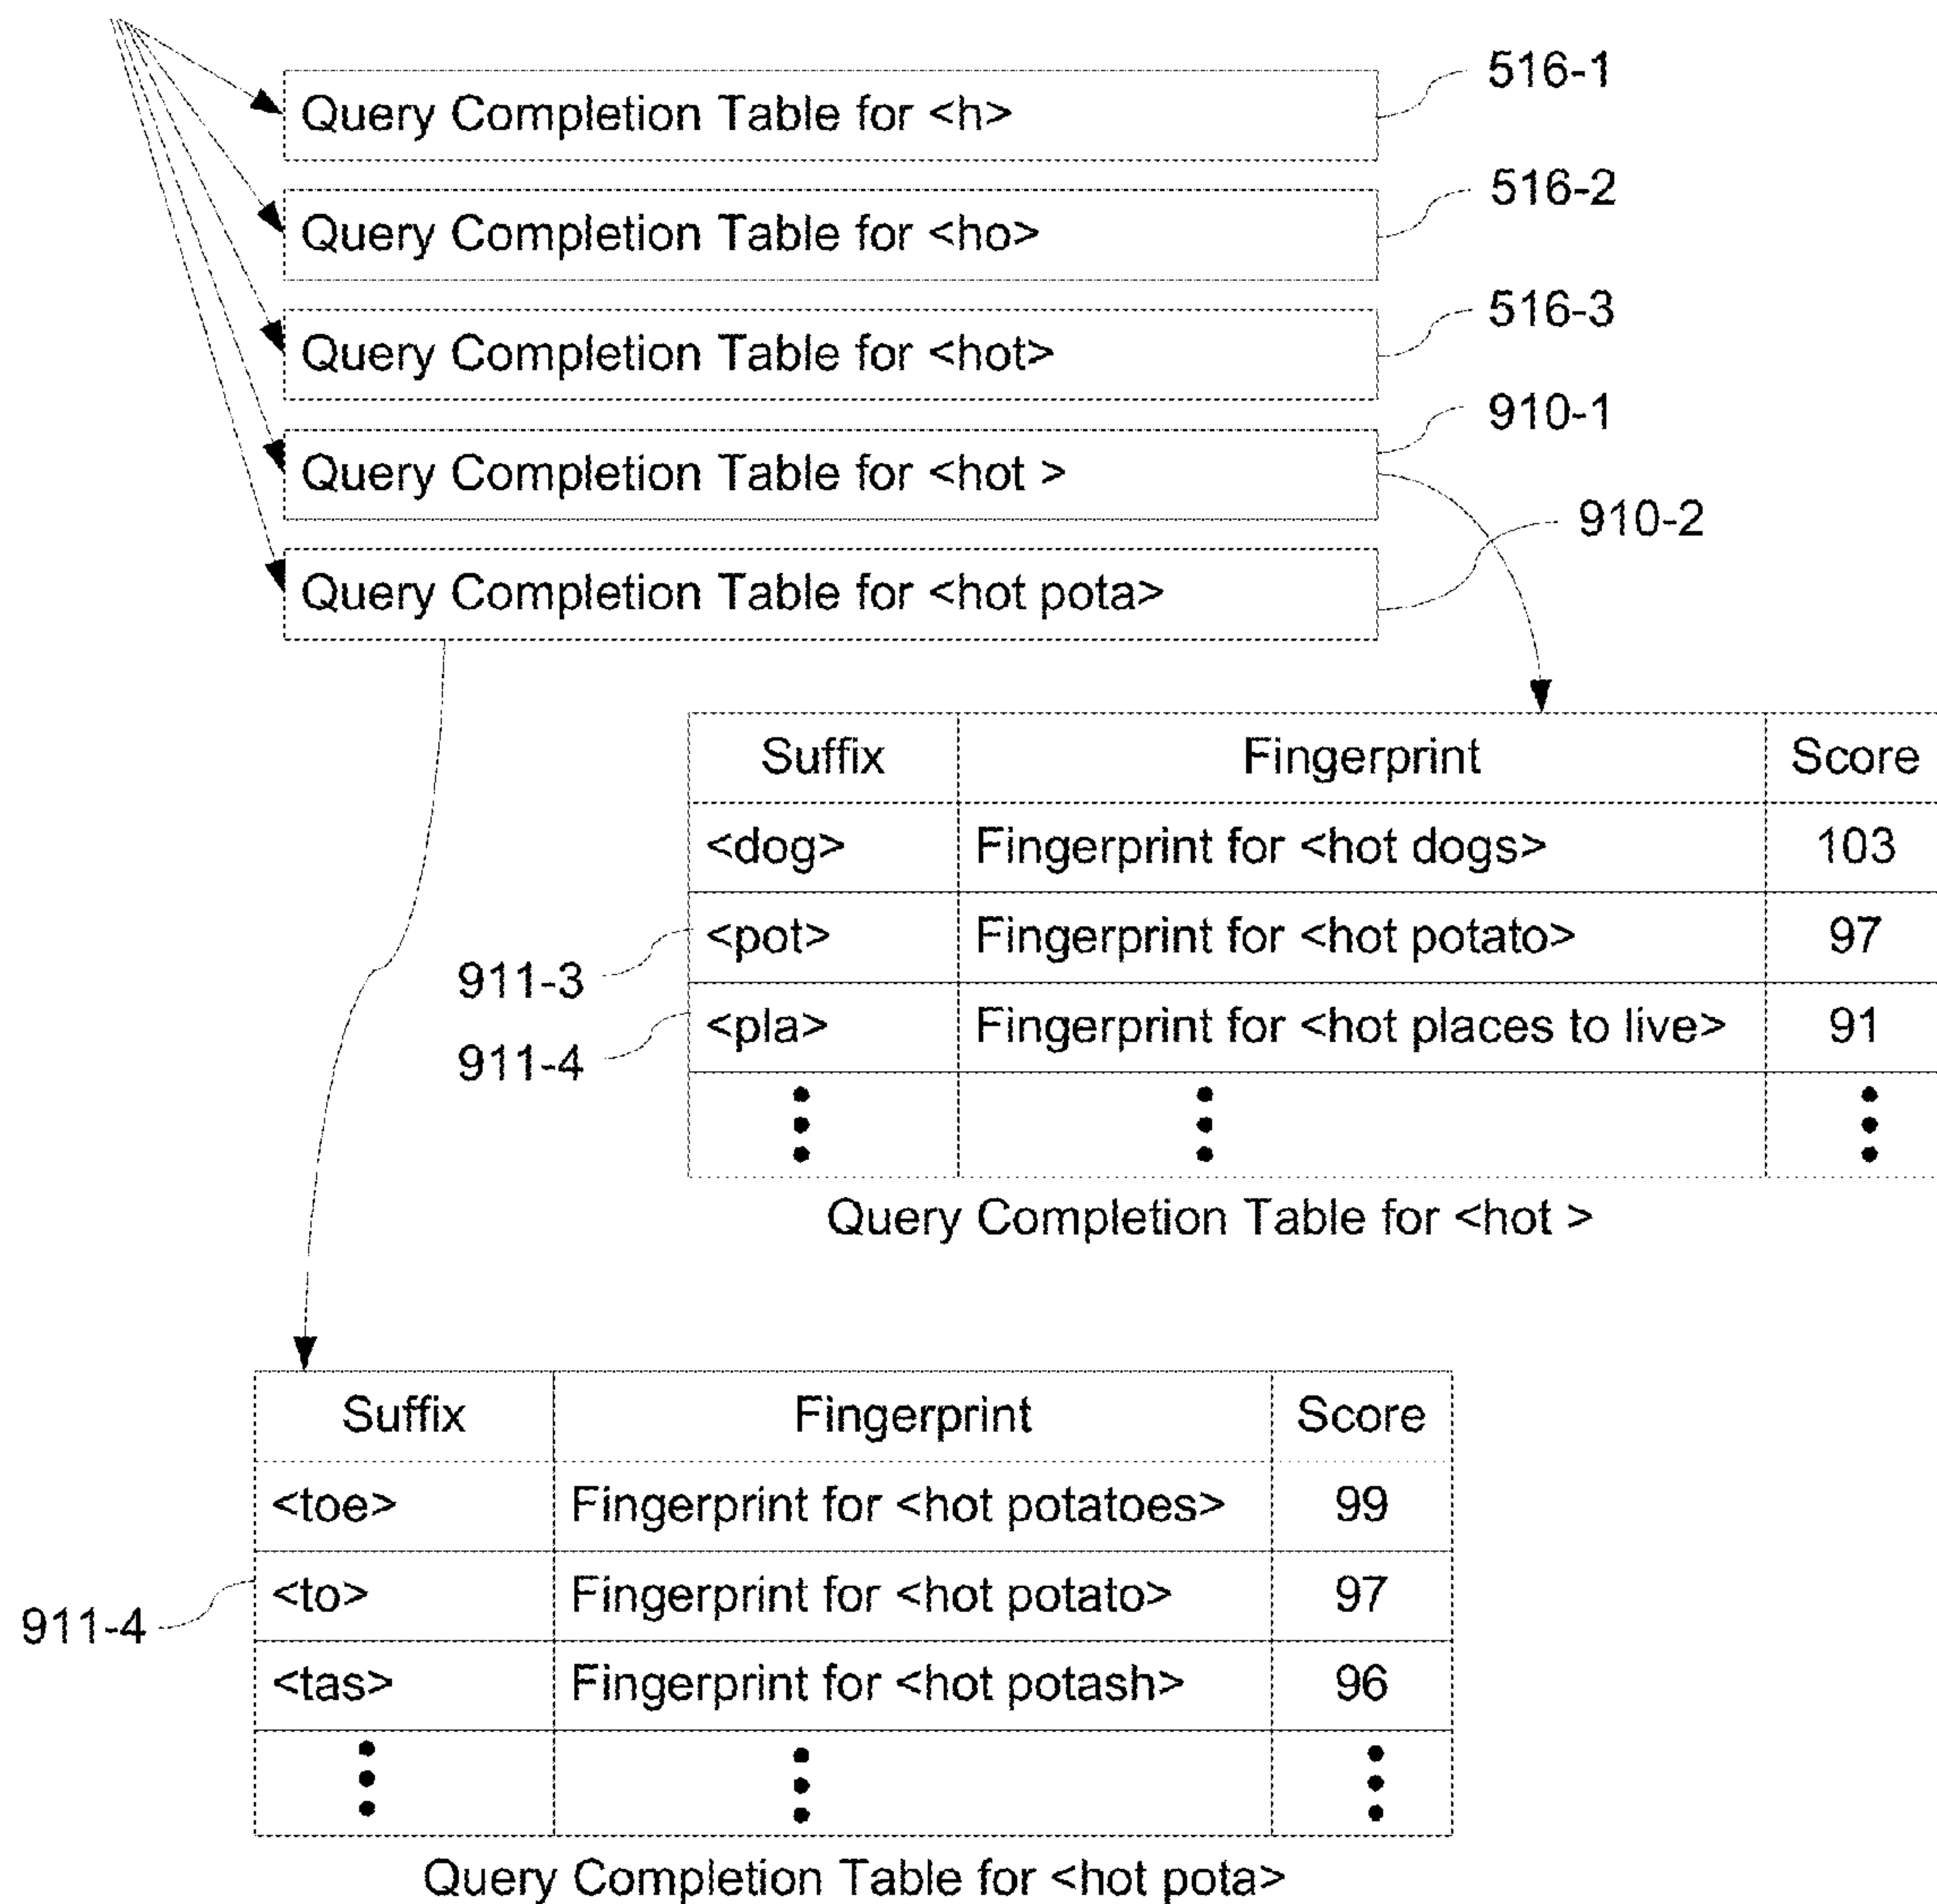 516-1
Query Completion Table for <h>
516-2
Query Completion Table for <ho>
516-3
Query Completion Table for <hot>
910-1
Query Completion Table for <hot >
910-2
Query Completion Table for <hot pota>
Suffix Fingerprint Score
<dog> Fingerprint for <hot dogs> 103
<pot> Fingerprint for <hot potato> 97
911-3
<pla> Fingerprint for <hot places to live> 91
911-4
Query Completion Table for <hot >
Suffix Fingerprint Score
<toe> Fingerprint for <hot potatoes> 99
<to> Fingerprint for <hot potato> 97
911-4
<tas> Fingerprint for <hot potash> 96
Query Completion Table for <hot pota>